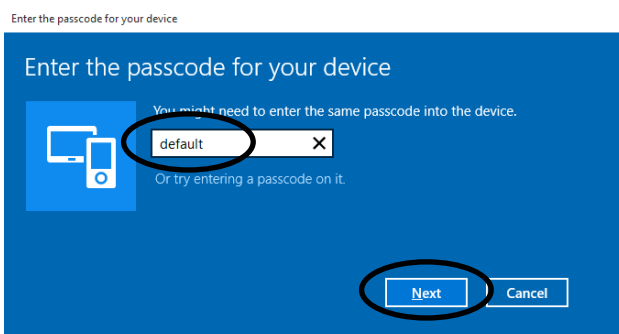 Enter the passcode for your device
Enter the passcode for your device
You might need to enter the same passcode into the device.
default
Or try entering a passcode on it.
Next
Cancel